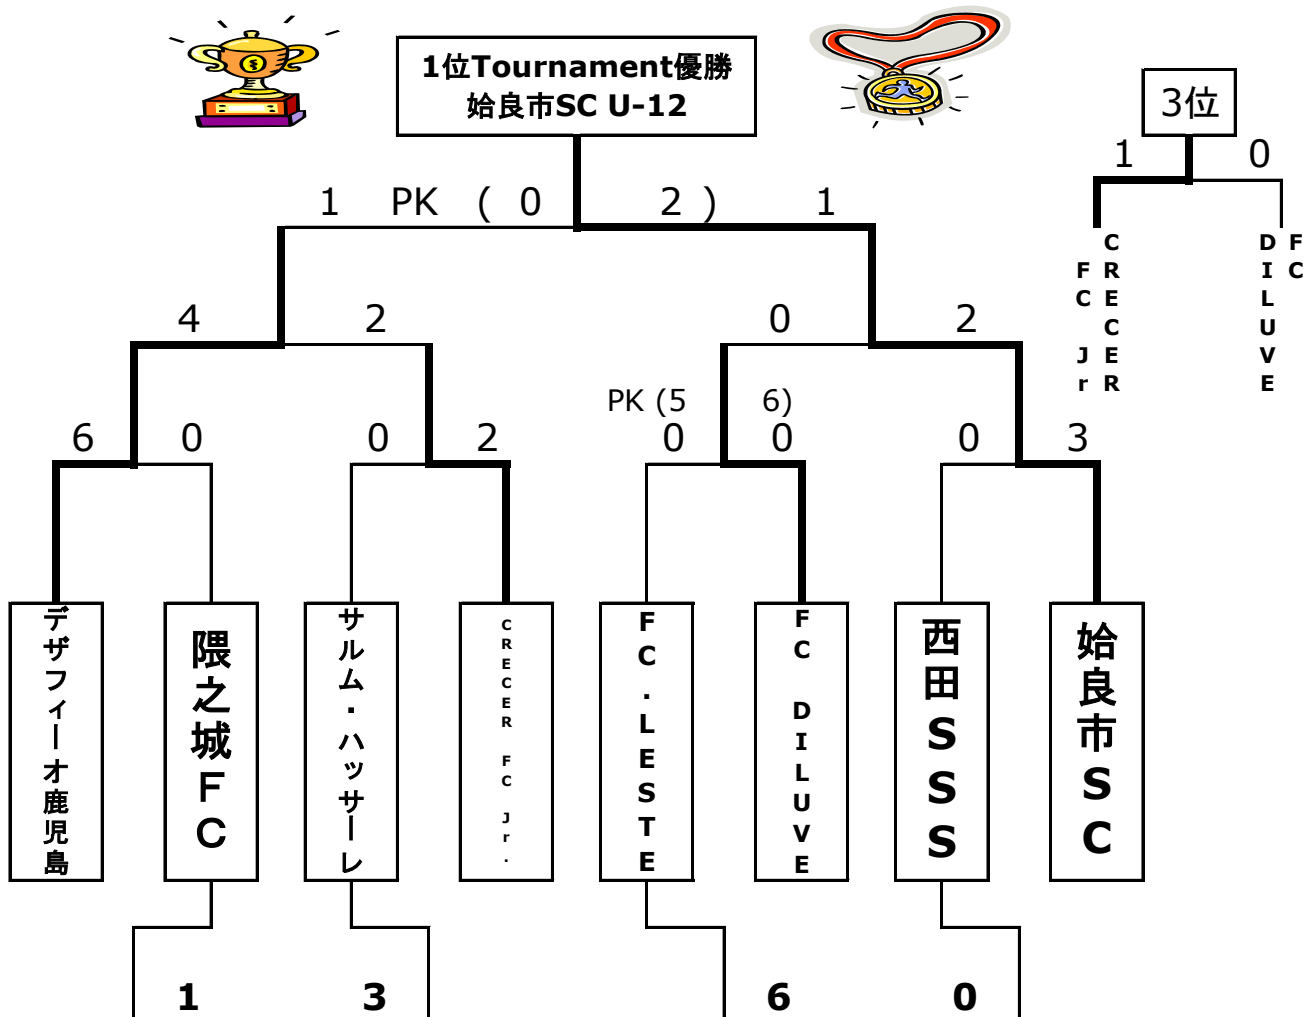 1位Tournament優勝
姶良市SC U-12
3位
1 0
CRECER FC Jr
FC DILUVE
1 PK ( 0 2 ) 1
4 2 0 2
PK (5 6)
6 0 0 2 0 0 0 3
デザフィーオ鹿児島
隈之城FC
サルム・ハッサーレ
CRECER FC Jr.
FC.LESTE
FC DILUVE
西田SSS
姶良市SC
1 3 6 0